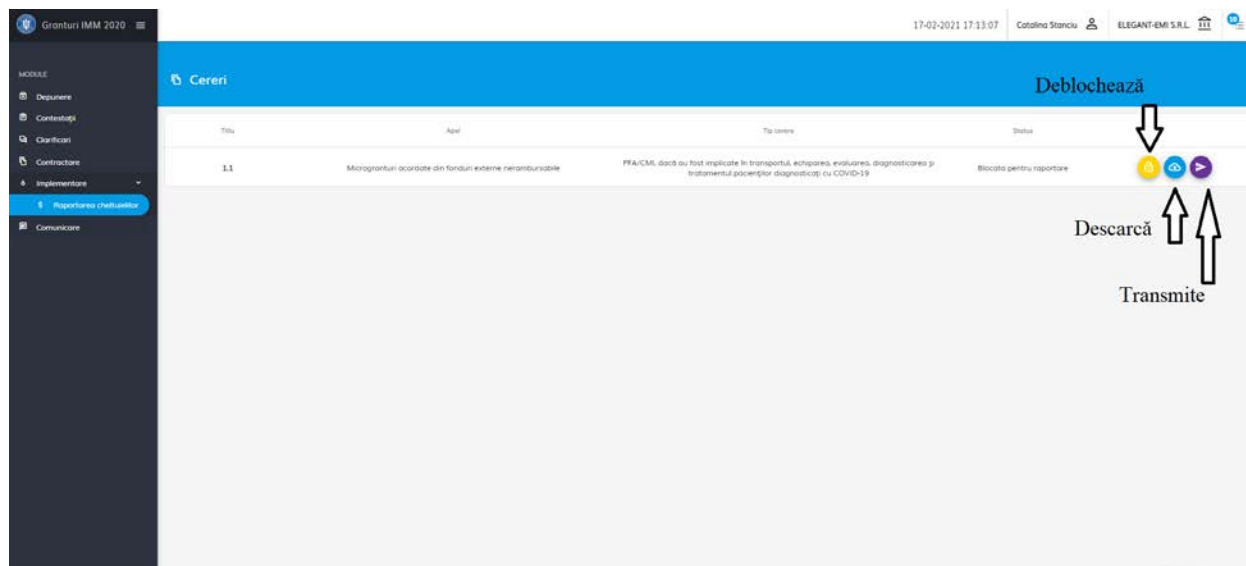 Granturi IMM 2020
17-02-2021 17:13:07
Catalina Stanciu
ELEGANT-EMI S.R.L.
10
MODULE
Depunere
Contestații
Clarificari
Contractare
Implementare
$ Raportarea cheltuielilor
Comunicare
Cereri
Deblochează
Titlu
Apel
Tip cerere
Status
1.1
Microgranturi acordate din fonduri externe nerambursabile
PFA/CMI, dacă au fost implicate în transportul, echiparea, evaluarea, diagnosticarea ș
tratamentul pacienților diagnosticați cu COVID-19
Blocata pentru raportare
Descarcă
Transmite